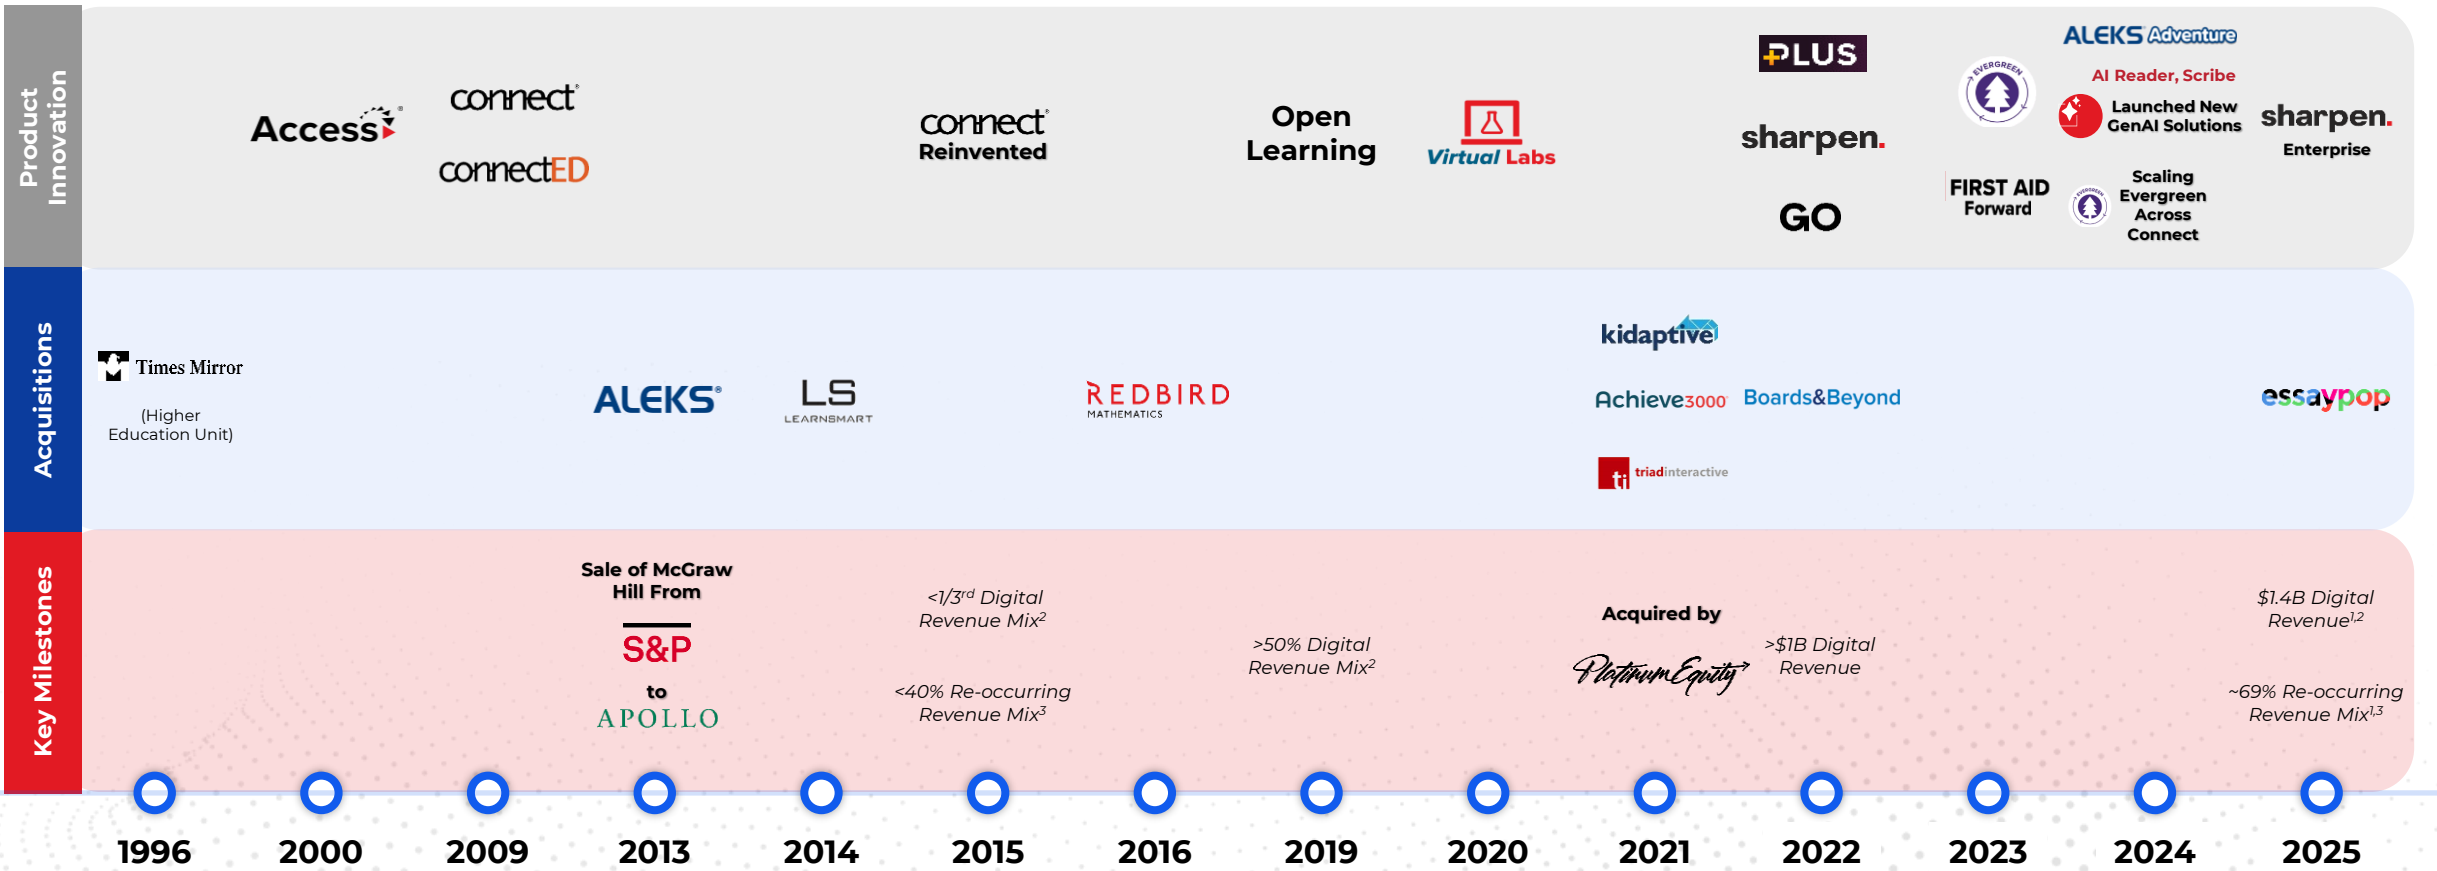 Product
Innovation
Access®
connect®
connectED
connect®
Reinvented
Open
Learning
Virtual Labs
+PLUS
sharpen.
GO
EVERGREEN
FIRST AID
Forward
ALEKS Adventure
AI Reader, Scribe
Launched New
GenAI Solutions
EVERGREEN
Scaling
Evergreen
Across
Connect
sharpen.
Enterprise
Acquisitions
Times Mirror
(Higher
Education Unit)
ALEKS®
LS
LEARNSMART
REDBIRD
MATHEMATICS
kidaptive
Achieve3000
ti triadinteractive
Boards&Beyond
essaypop
Key Milestones
Sale of McGraw
Hill From
S&P
to
APOLLO
<1/3rd Digital
Revenue Mix2
<40% Re-occurring
Revenue Mix3
>50% Digital
Revenue Mix2
Acquired by
Platinum Equity
>$1B Digital
Revenue
$1.4B Digital
Revenue1,2
~69% Re-occurring
Revenue Mix1,3
1996 2000 2009 2013 2014 2015 2016 2019 2020 2021 2022 2023 2024 2025